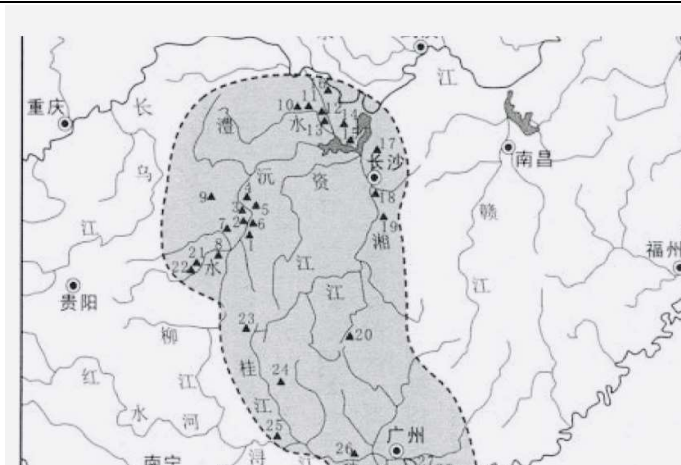 江
重庆
长
11
10
12
澧
水
14
13
15
17
乌
南昌
长沙
沅
资
4
9
18
赣
3
5
江
2
6
19
7
湘
1
福州
8
21
江
22
水
江
贵阳
江
23
柳
20
桂
24
红
江
水
江
河
25
广州
26
南宁
浔
江
27